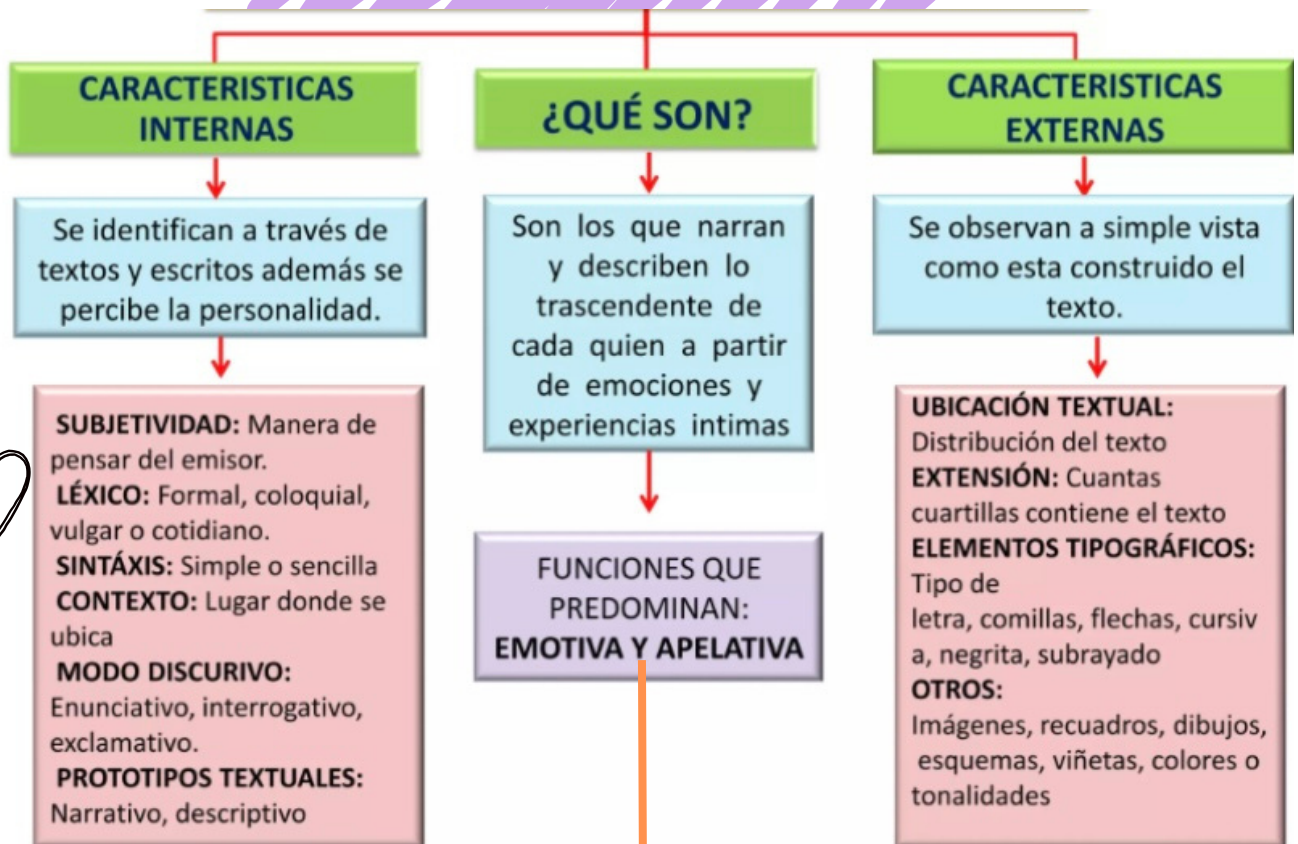 CARACTERISTICAS
INTERNAS
Se identifican a través de
textos y escritos además se
percibe la personalidad.
SUBJETIVIDAD: Manera de
pensar del emisor.
LÉXICO: Formal, coloquial,
vulgar o cotidiano.
SINTÁXIS: Simple o sencilla
CONTEXTO: Lugar donde se
ubica
MODO DISCURIVO:
Enunciativo, interrogativo,
exclamativo.
PROTOTIPOS TEXTUALES:
Narrativo, descriptivo
¿QUÉ SON?
Son los que narran
y describen lo
trascendente de
cada quien a partir
de emociones y
experiencias intimas
FUNCIONES QUE
PREDOMINAN:
EMOTIVA Y APELATIVA
CARACTERISTICAS
EXTERNAS
Se observan a simple vista
como esta construido el
texto.
UBICACIÓN TEXTUAL:
Distribución del texto
EXTENSIÓN: Cuantas
cuartillas contiene el texto
ELEMENTOS TIPOGRÁFICOS:
Tipo de
letra, comillas, flechas, cursiv
a, negrita, subrayado
OTROS:
Imágenes, recuadros, dibujos,
esquemas, viñetas, colores o
tonalidades